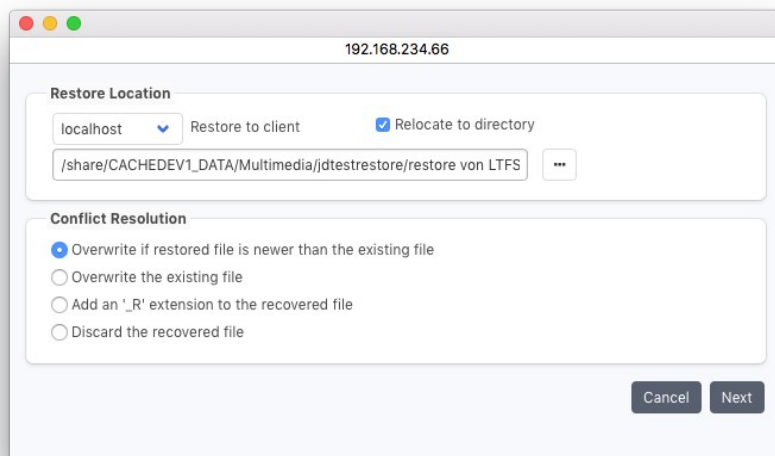 192.168.234.66
Restore Location
localhost Restore to client Relocate to directory
/share/CACHEDEV1_DATA/Multimedia/jdtestrestore/restore von LTFS ...
Conflict Resolution
Overwrite if restored file is newer than the existing file
Overwrite the existing file
Add an '_R' extension to the recovered file
Discard the recovered file
Cancel Next